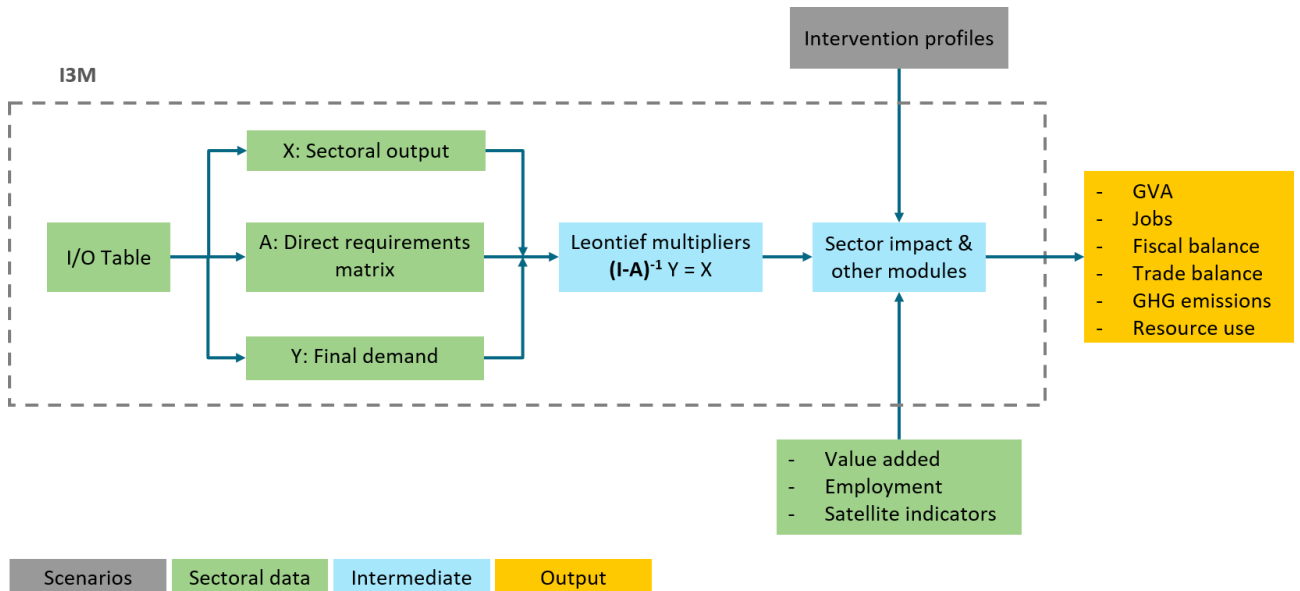 Intervention profiles
I3M
X: Sectoral output
I/O Table
A: Direct requirements
matrix
Leontief multipliers
(I-A)⁻¹ Y = X
Sector impact &
other modules
Y: Final demand
- GVA
- Jobs
- Fiscal balance
- Trade balance
- GHG emissions
- Resource use
- Value added
- Employment
- Satellite indicators
Scenarios
Sectoral data
Intermediate
Output